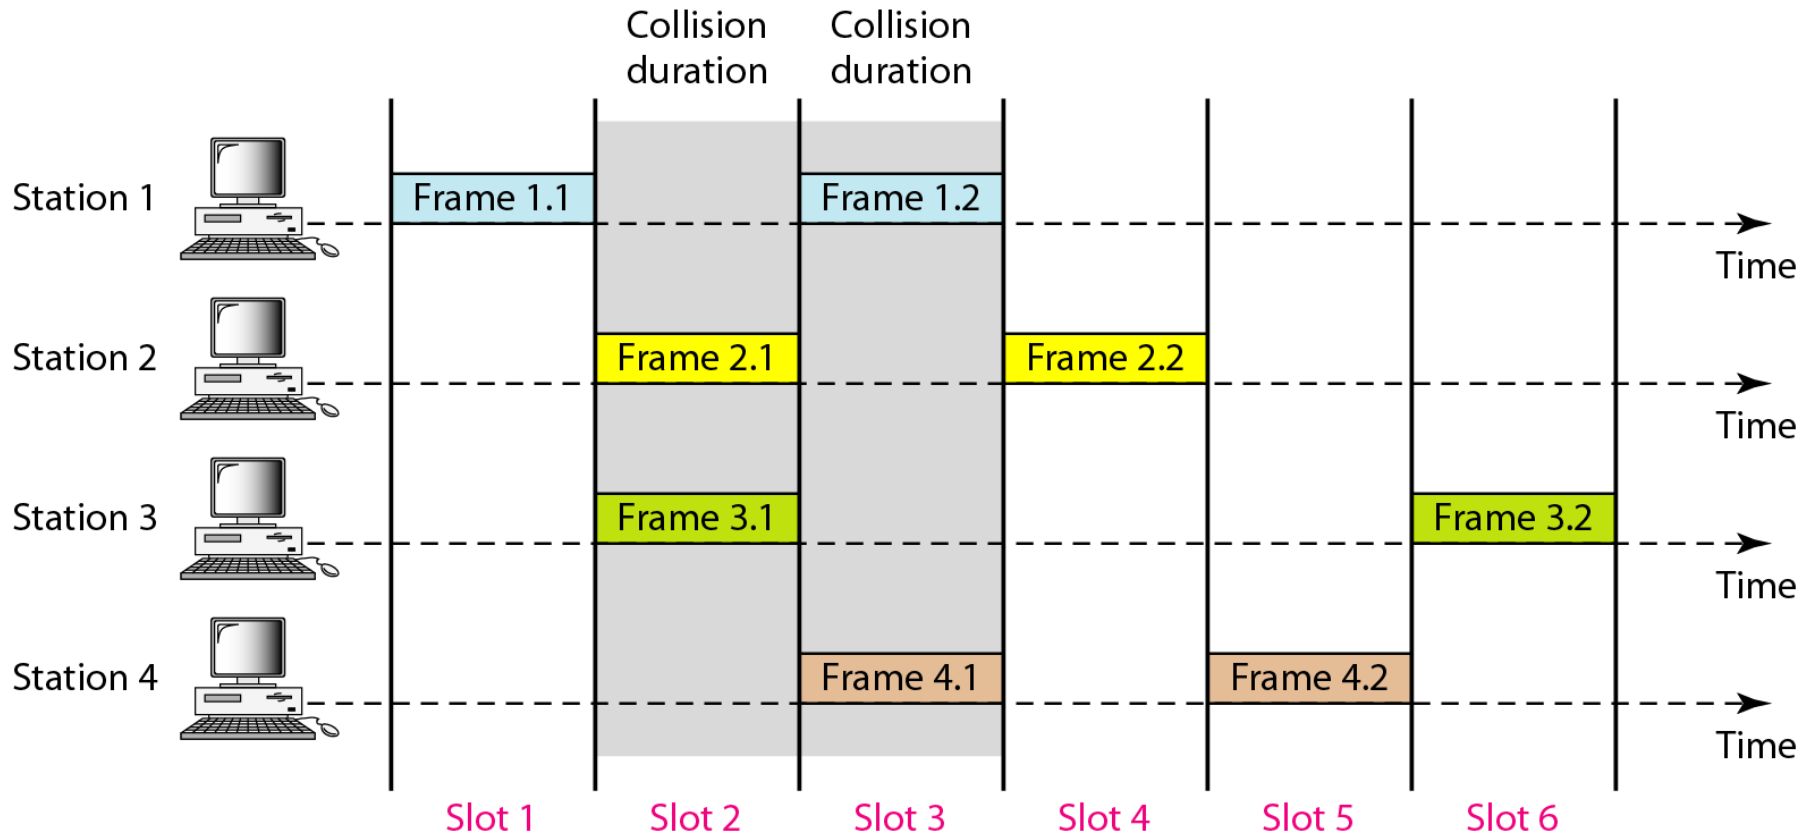 Collision
duration
Collision
duration
Station 1
Frame 1.1
Frame 1.2
Time
Station 2
Frame 2.1
Frame 2.2
Time
Station 3
Frame 3.1
Frame 3.2
Time
Station 4
Frame 4.1
Frame 4.2
Time
Slot 1
Slot 2
Slot 3
Slot 4
Slot 5
Slot 6